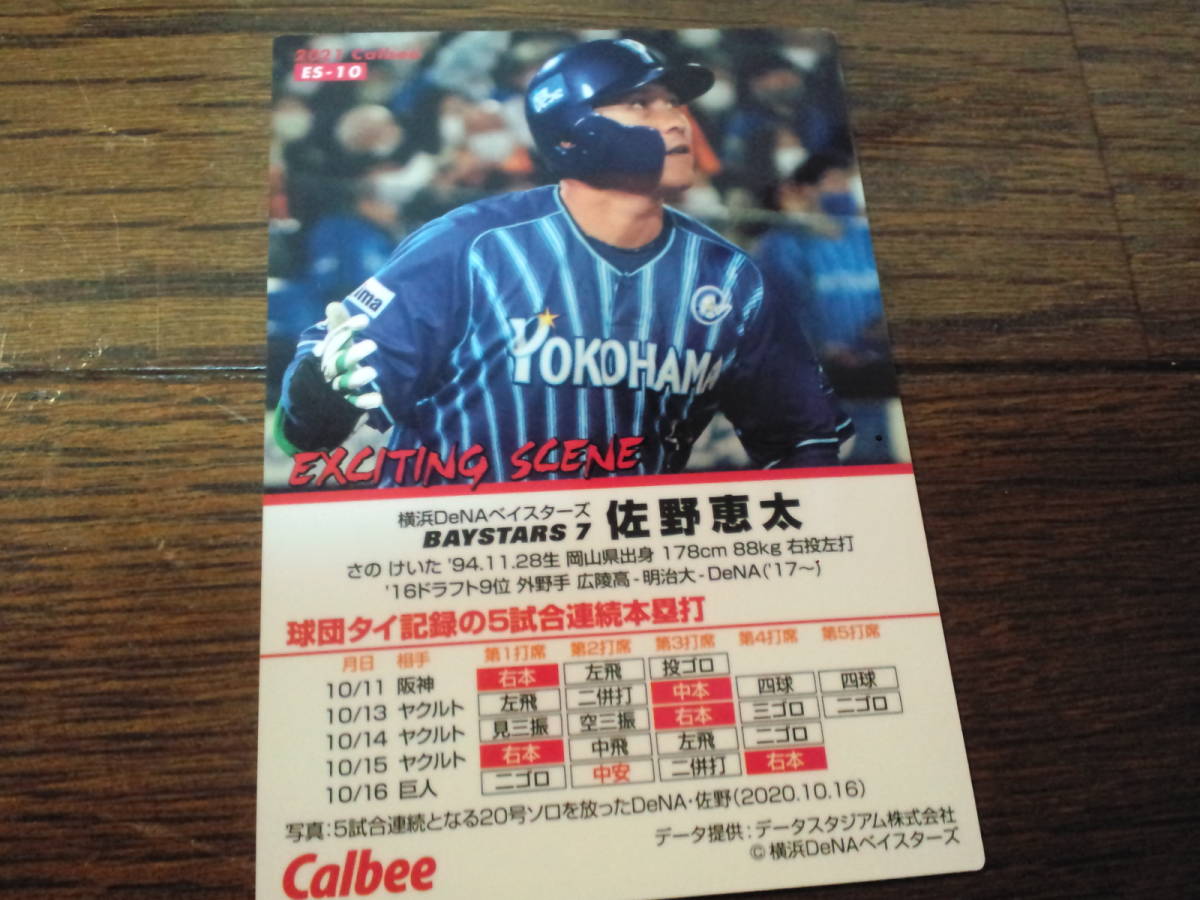 2021 Calbee
ES-10
YOKOHAMA
EXCITING SCENE
横浜DeNAベイスターズ
BAYSTARS 7 佐野恵太
さの けいた '94.11.28生 岡山県出身 178cm 88kg 右投左打
'16ドラフト9位 外野手 広陵高-明治大-DeNA('17〜)
球団タイ記録の5試合連続本塁打
月日 相手 第1打席 第2打席 第3打席 第4打席 第5打席
10/11 阪神 右本 左飛 投ゴロ
10/13 ヤクルト 左飛 二併打 中本 四球 四球
10/14 ヤクルト 見三振 空三振 右本 三ゴロ 二ゴロ
10/15 ヤクルト 右本 中飛 左飛 二ゴロ
10/16 巨人 二ゴロ 中安 二併打 右本
写真:5試合連続となる20号ソロを放ったDeNA・佐野(2020.10.16)
データ提供:データスタジアム株式会社
© 横浜DeNAベイスターズ
Calbee